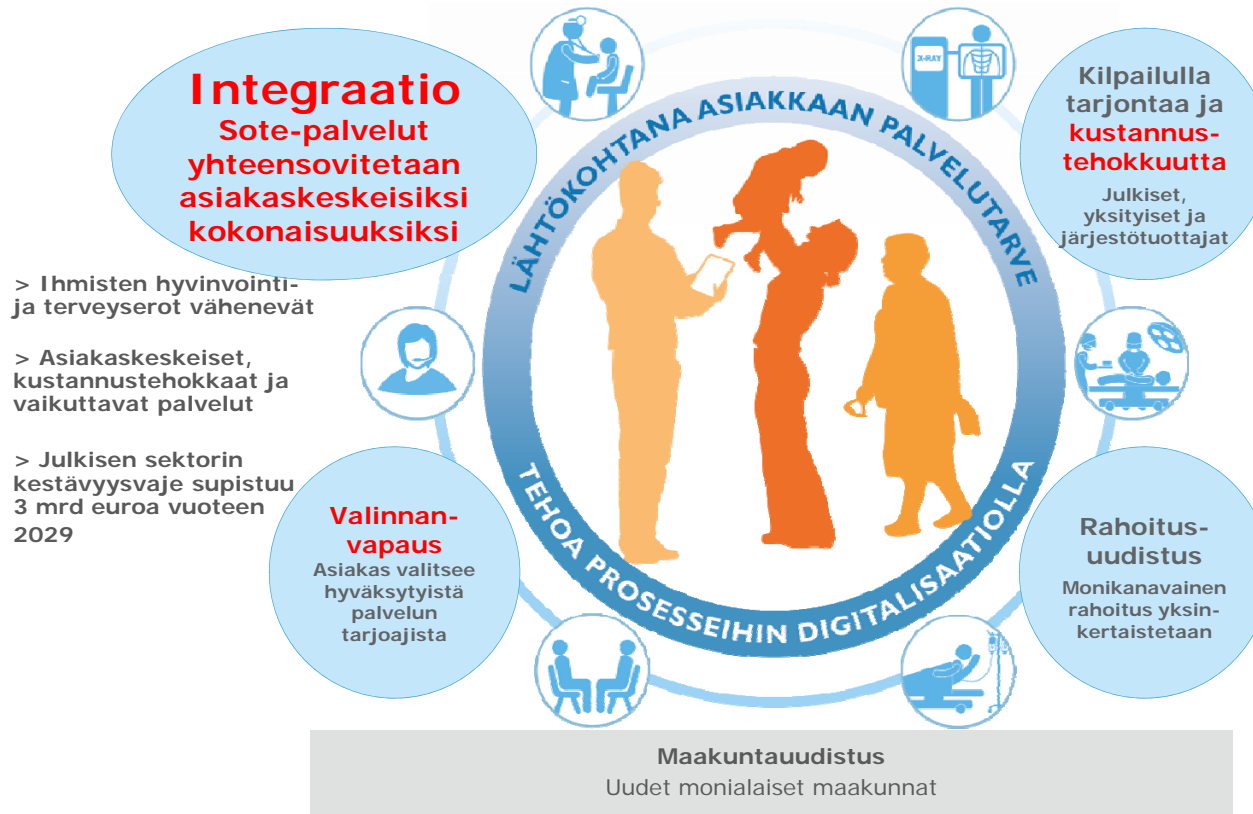 Integraatio
Sote-palvelut
yhteensovitetaan
asiakaskeskeisiksi
kokonaisuuksiksi
> Ihmisten hyvinvointi-
ja terveyserot vähenevät
> Asiakaskeskeiset,
kustannustehokkaat ja
vaikuttavat palvelut
> Julkisen sektorin
kestävyysvaje supistuu
3 mrd euroa vuoteen
2029
Valinnan-
vapaus
Asiakas valitsee
hyväksytyistä
palvelun
tarjoajista
LÄHTÖKOHTANA ASIAKKAAN PALVELUTARVE
TEHOA PROSESSEIHIN DIGITALISAATIOLLA
X-RAY
Kilpailulla
tarjontaa ja
kustannus-
tehokkuutta
Julkiset,
yksityiset ja
järjestötuottajat
Rahoitus-
uudistus
Monikanavainen
rahoitus yksin-
kertaistetaan
Maakuntauudistus
Uudet monialaiset maakunnat